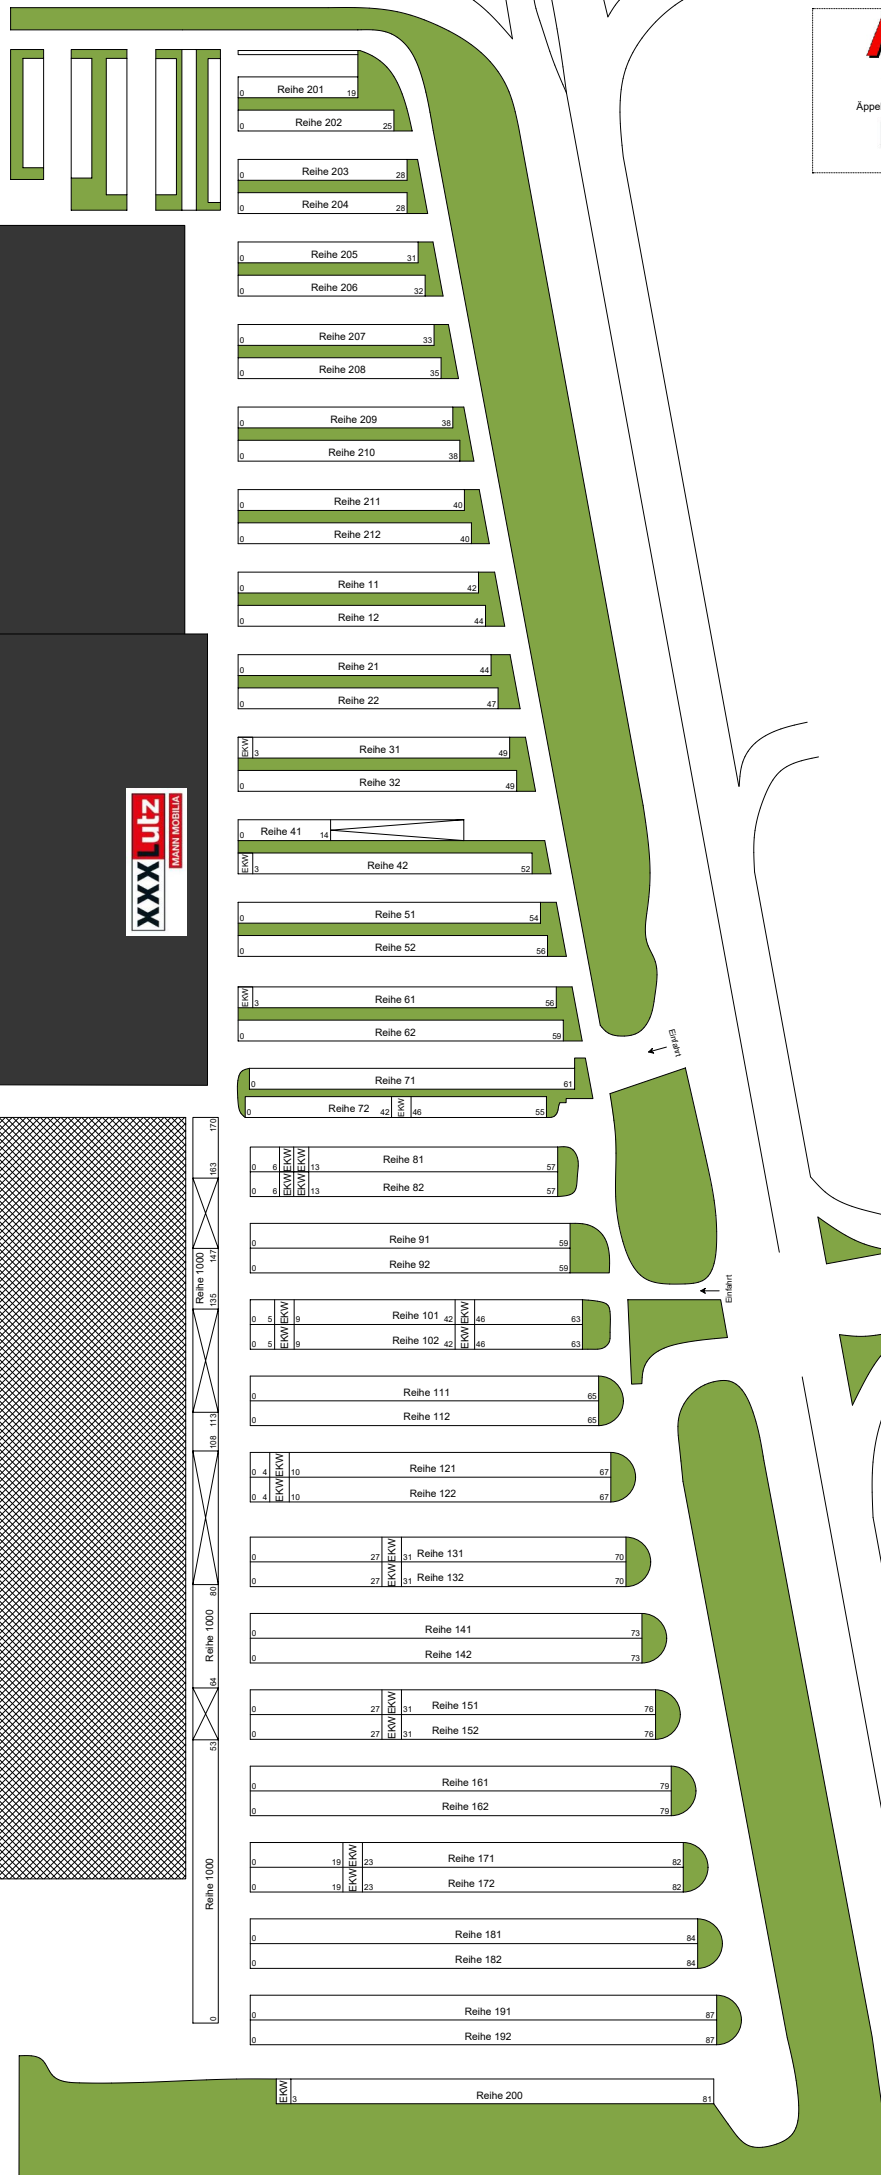 Äppe
0 Reihe 201 19
0 Reihe 202 25
0 Reihe 203 28
0 Reihe 204 28
0 Reihe 205 31
0 Reihe 206 32
0 Reihe 207 33
0 Reihe 208 35
0 Reihe 209 38
0 Reihe 210 38
0 Reihe 211 40
0 Reihe 212 40
0 Reihe 11 42
0 Reihe 12 44
0 Reihe 21 44
0 Reihe 22 47
EKW 3 Reihe 31 49
0 Reihe 32 49
0 Reihe 41 14
EKW 3 Reihe 42 52
XXXLutz
MANN MOBILIA
0 Reihe 51 54
0 Reihe 52 56
EKW 3 Reihe 61 56
0 Reihe 62 59
Einfahrt
0 Reihe 71 61
0 Reihe 72 42 EKW 46 55
0 6 EKW EKW 13 Reihe 81 57
0 6 EKW EKW 13 Reihe 82 57
0 Reihe 91 59
0 Reihe 92 59
Einfahrt
0 5 EKW 9 Reihe 101 42 EKW 46 63
0 5 EKW 9 Reihe 102 42 EKW 46 63
0 Reihe 111 65
0 Reihe 112 65
0 4 EKW 10 Reihe 121 67
0 4 EKW 10 Reihe 122 67
0 27 EKW 31 Reihe 131 70
0 27 EKW 31 Reihe 132 70
0 Reihe 141 73
0 Reihe 142 73
0 27 EKW 31 Reihe 151 76
0 27 EKW 31 Reihe 152 76
0 Reihe 161 79
0 Reihe 162 79
0 19 EKW 23 Reihe 171 82
0 19 EKW 23 Reihe 172 82
0 Reihe 181 84
0 Reihe 182 84
0 Reihe 191 87
0 Reihe 192 87
EKW 3 Reihe 200 81
0 Reihe 1000 53
64 Reihe 1000 80
108 113
135 Reihe 1000 147
163 170